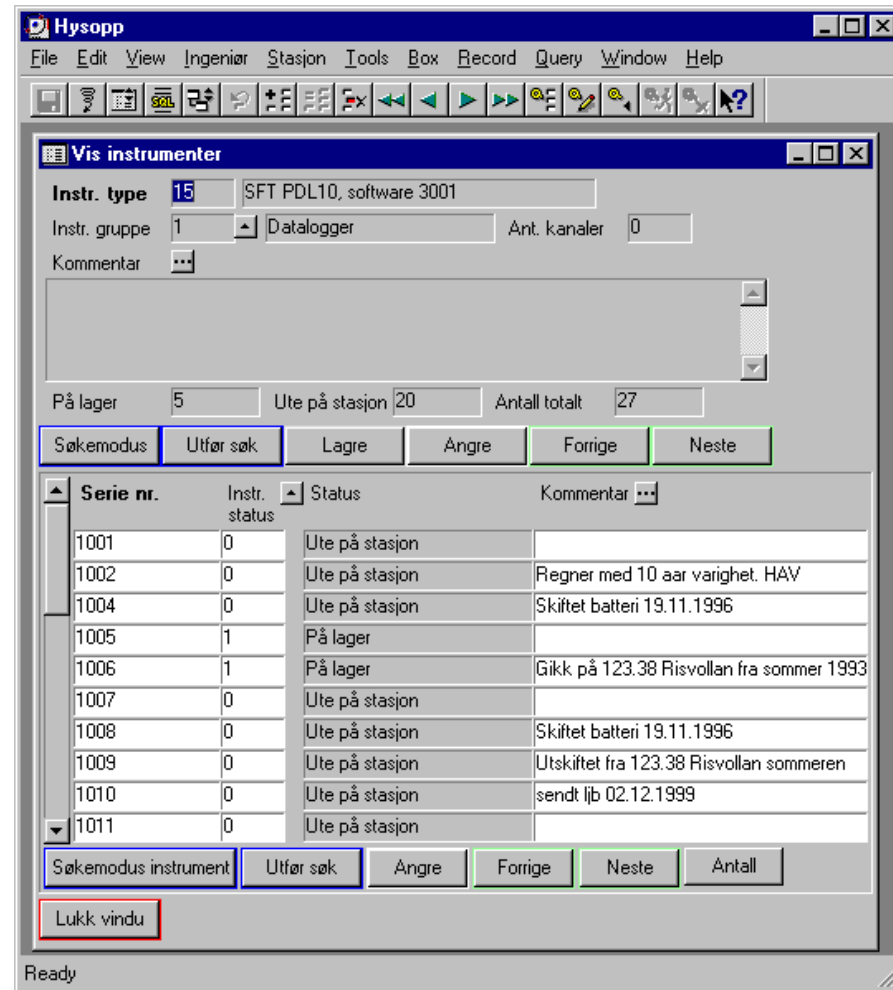 Hysopp
File Edit View Ingeniør Stasjon Tools Box Record Query Window Help
SQL
Vis instrumenter
Instr. type 15 SFT PDL10, software 3001
Instr. gruppe 1 Datalogger Ant. kanaler 0
Kommentar ...
På lager 5 Ute på stasjon 20 Antall totalt 27
Søkemodus Utfør søk Lagre Angre Forrige Neste
Serie nr. Instr. status Status Kommentar ...
1001 0 Ute på stasjon
1002 0 Ute på stasjon Regner med 10 aar varighet. HAV
1004 0 Ute på stasjon Skiftet batteri 19.11.1996
1005 1 På lager
1006 1 På lager Gikk på 123.38 Risvollan fra sommer 1993
1007 0 Ute på stasjon
1008 0 Ute på stasjon Skiftet batteri 19.11.1996
1009 0 Ute på stasjon Utskiftet fra 123.38 Risvollan sommeren
1010 0 Ute på stasjon sendt ljb 02.12.1999
1011 0 Ute på stasjon
Søkemodus instrument Utfør søk Angre Forrige Neste Antall
Lukk vindu
Ready